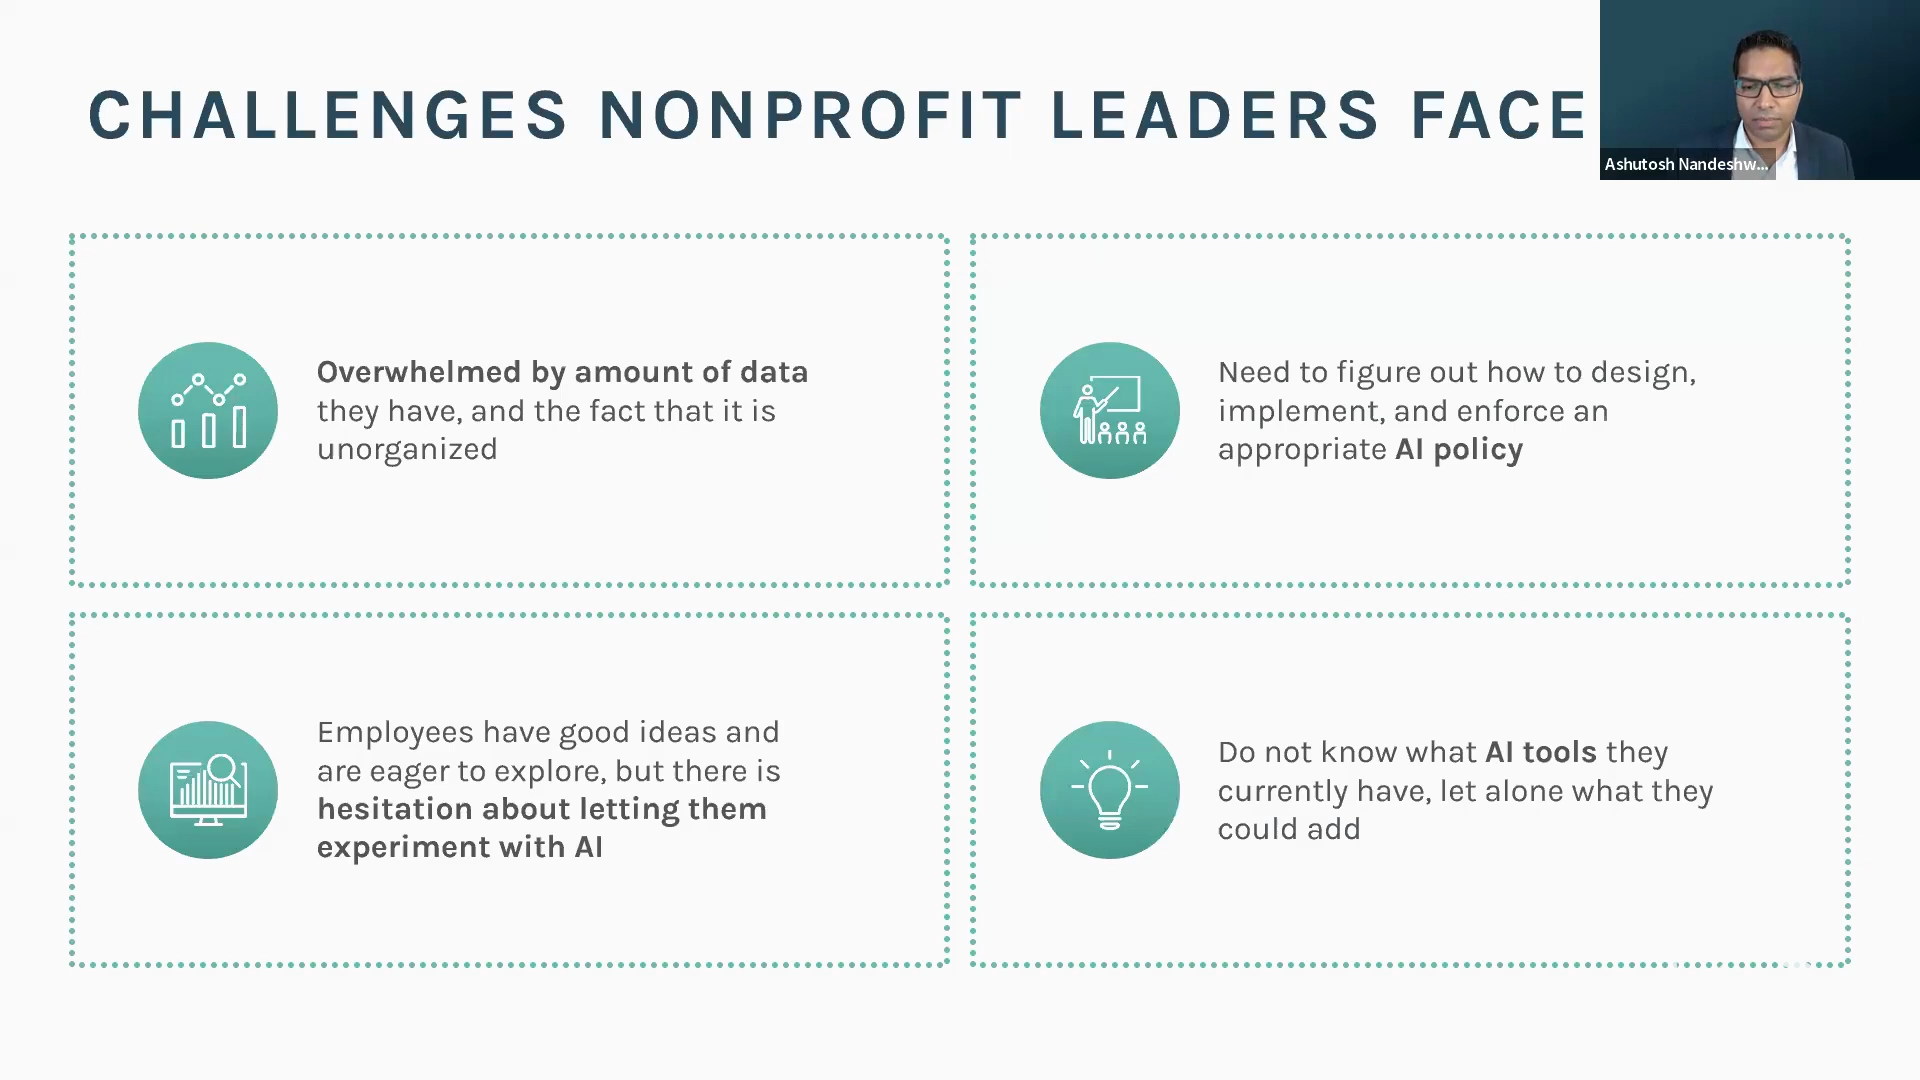 CHALLENGES NONPROFIT LEADERS FACE
Ashutosh Nandeshw...
Overwhelmed by amount of data
they have, and the fact that it is
unorganized
Need to figure out how to design,
implement, and enforce an
appropriate AI policy
Employees have good ideas and
are eager to explore, but there is
hesitation about letting them
experiment with AI
Do not know what AI tools they
currently have, let alone what they
could add